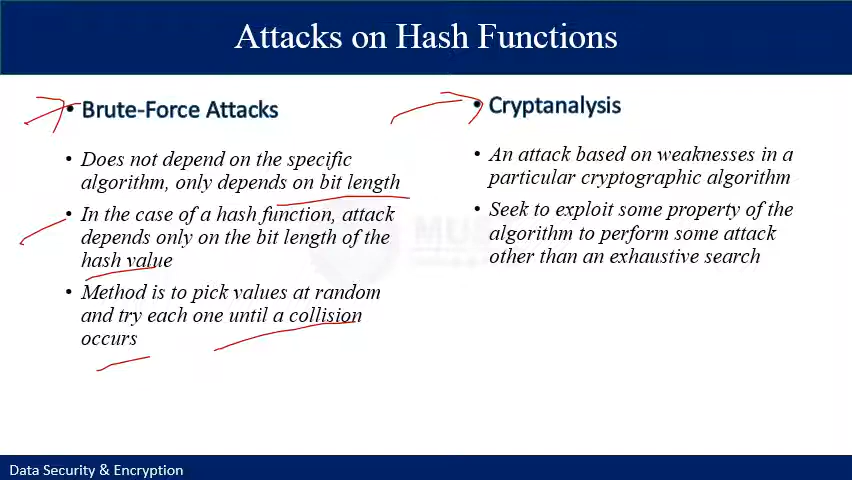 Attacks on Hash Functions
• Brute-Force Attacks
• Does not depend on the specific
algorithm, only depends on bit length
• In the case of a hash function, attack
depends only on the bit length of the
hash value
• Method is to pick values at random
and try each one until a collision
occurs
• Cryptanalysis
• An attack based on weaknesses in a
particular cryptographic algorithm
• Seek to exploit some property of the
algorithm to perform some attack
other than an exhaustive search
Data Security & Encryption